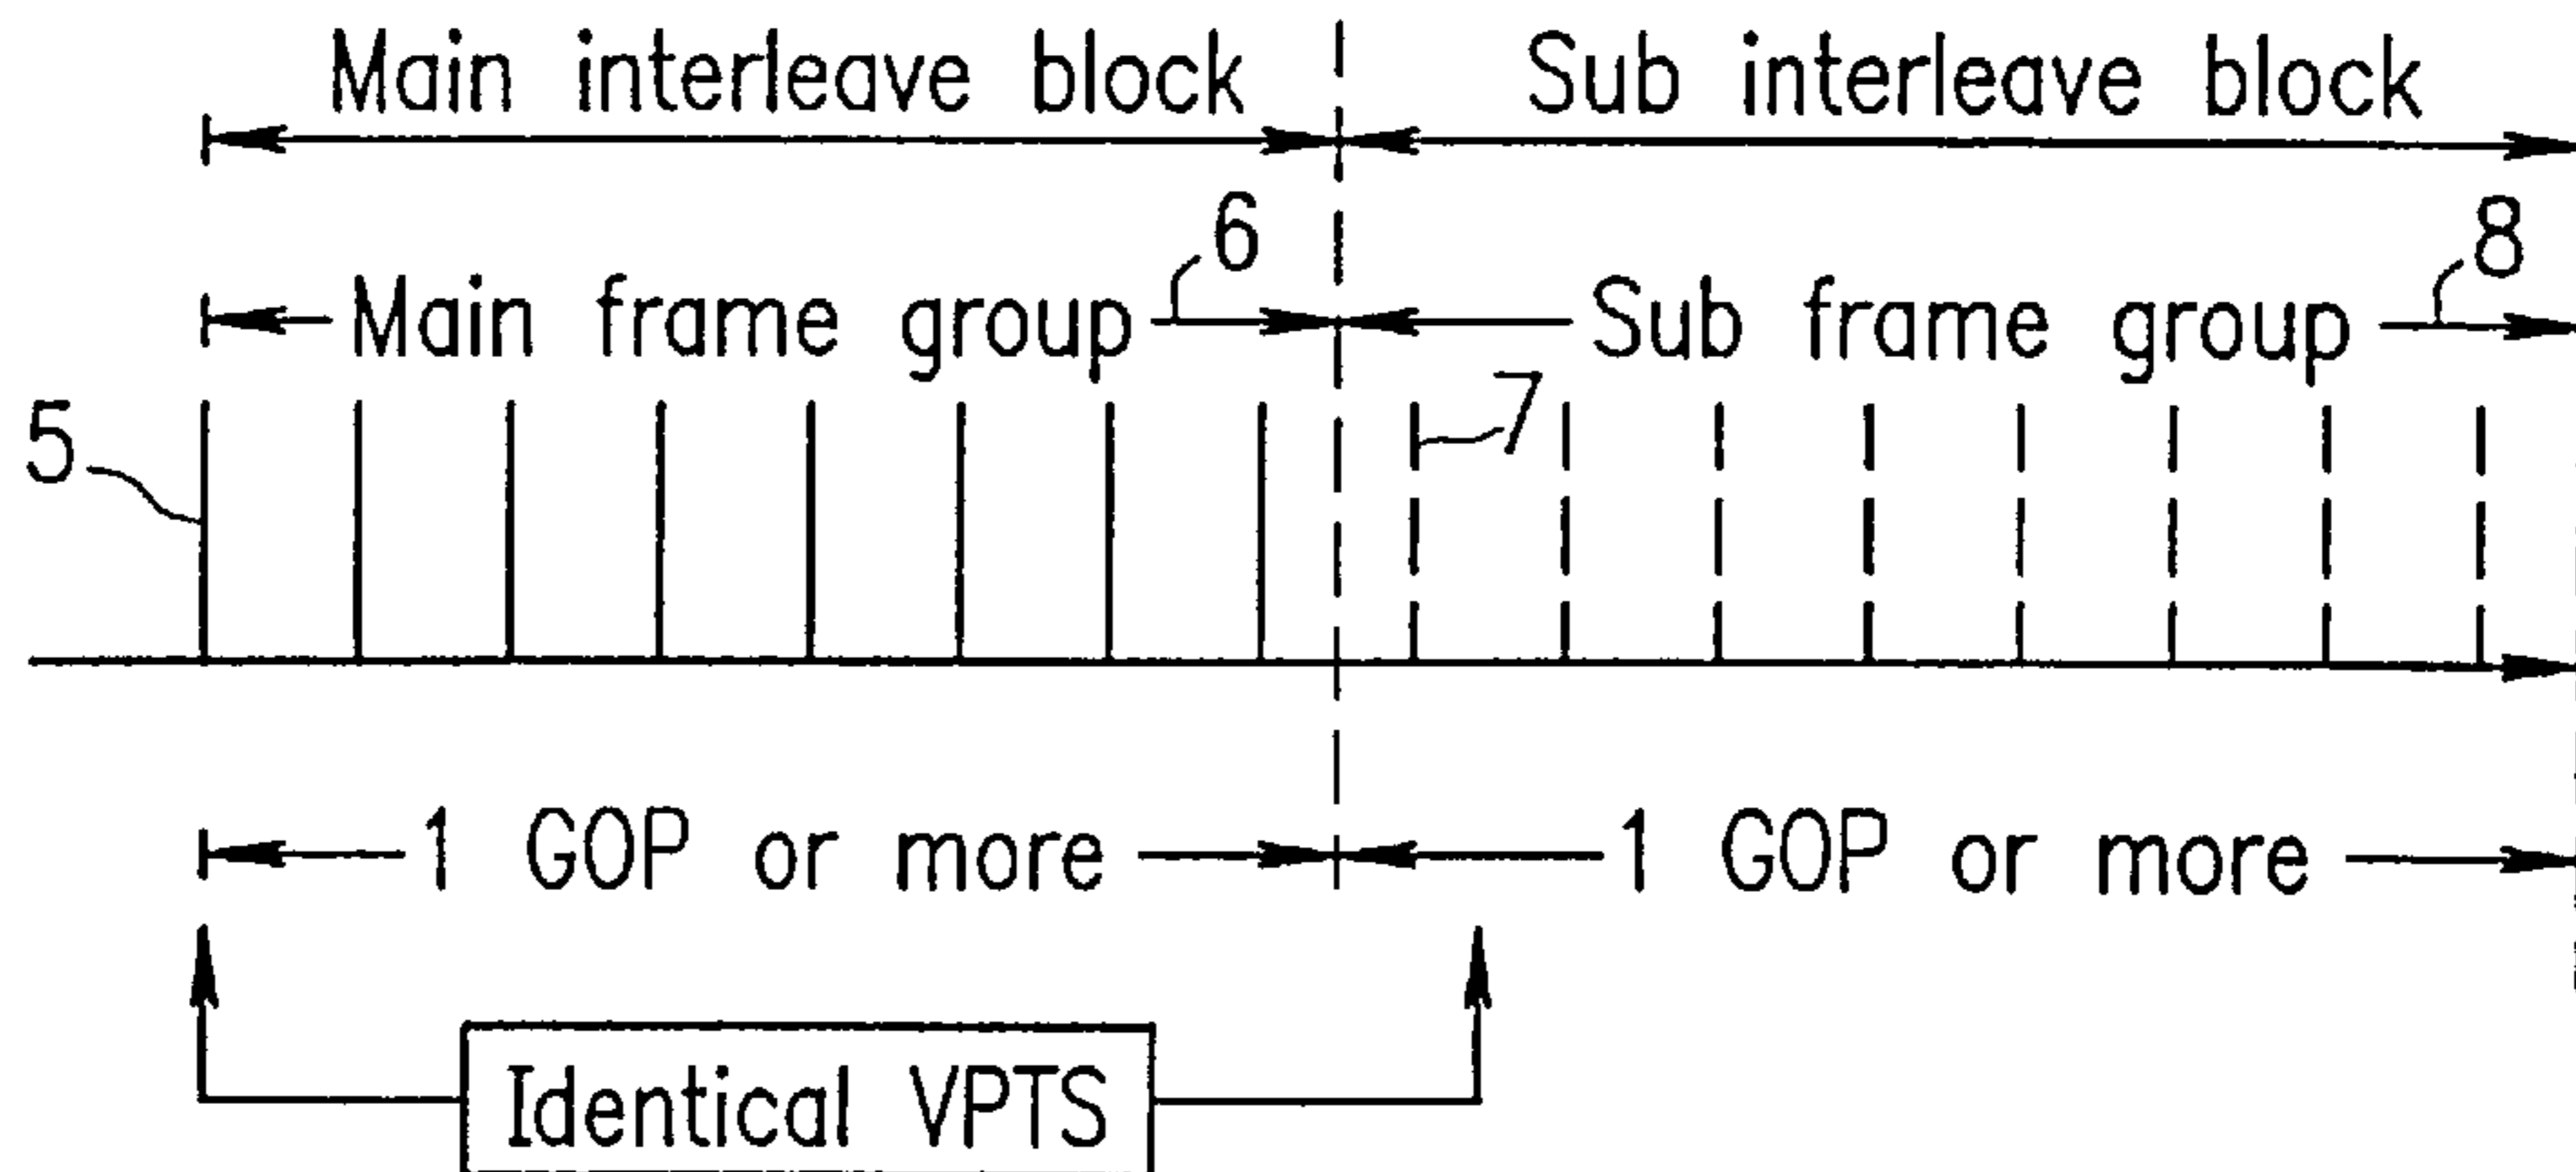 Main interleave block
Sub interleave block
6
8
Main frame group
Sub frame group
5
7
1 GOP or more
1 GOP or more
Identical VPTS